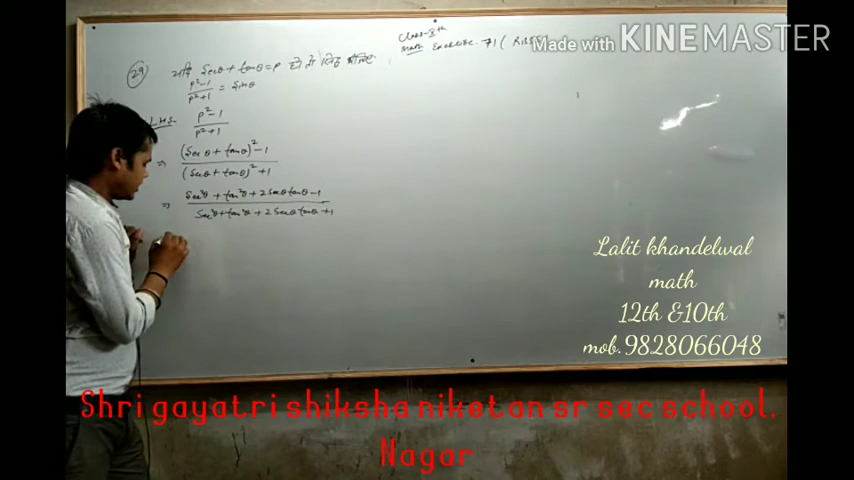 Class-Xth
Math Exercise. 7.1 ( RBSE )
Made with KINEMASTER
(29) यदि Secθ + tanθ = P हो तो सिद्ध कीजिए
P²-1 / P²+1 = sinθ
L.H.S. P²-1 / P²+1
⇒ (Secθ + tanθ)² -1 / (Secθ + tanθ)² +1
⇒ Sec²θ + tan²θ + 2Secθ tanθ -1 / Sec²θ + tan²θ + 2Secθ tanθ +1
Lalit khandelwal
math
12th &10th
mob.9828066048
Shri gayatri shiksha niketan sr sec school,
Nagar